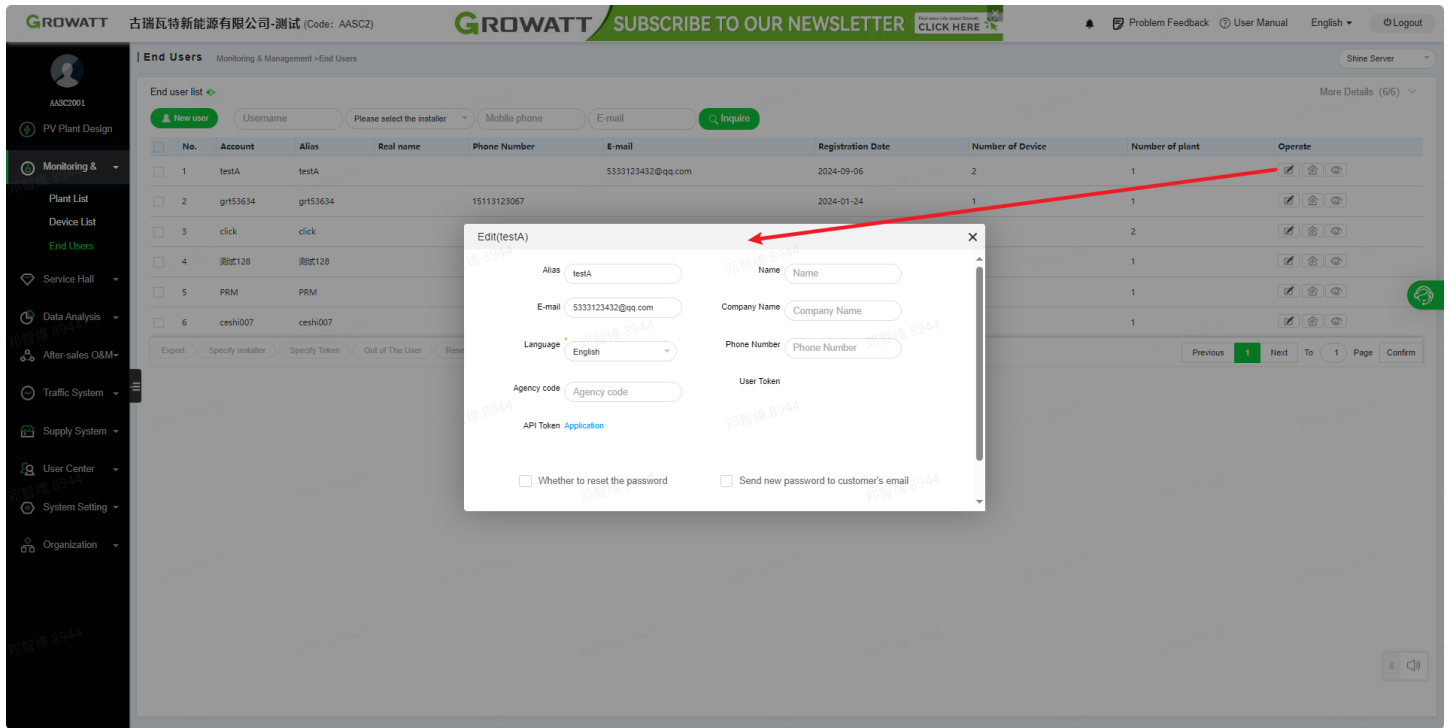 GROWATT 古瑞瓦特新能源有限公司-测试 (Code: AASC2) GROWATT SUBSCRIBE TO OUR NEWSLETTER CLICK HERE Problem Feedback User Manual English Logout
AASC2001
PV Plant Design
Monitoring &
Plant List
Device List
End Users
Service Hall
Data Analysis
After-sales O&M
Traffic System
Supply System
User Center
System Setting
Organization
End Users Monitoring & Management >End Users Shine Server
End user list More Details (6/6)
New user Username Please select the installer Mobile phone E-mail Inquire
No. Account Alias Real name Phone Number E-mail Registration Date Number of Device Number of plant Operate
1 testA testA 5333123432@qq.com 2024-09-06 2 1
2 grt53634 grt53634 15113123067 2024-01-24 1 1
3 click click 2
4 测试128 测试128 1
5 PRM PRM 1
6 ceshi007 ceshi007 1
Export Specify installer Specify Token Out of The User Rese Previous 1 Next To 1 Page Confirm
Edit(testA) ×
Alias testA Name Name
E-mail 5333123432@qq.com Company Name Company Name
Language * English Phone Number Phone Number
Agency code Agency code User Token
API Token Application
Whether to reset the password Send new password to customer's email
邓智维 8944